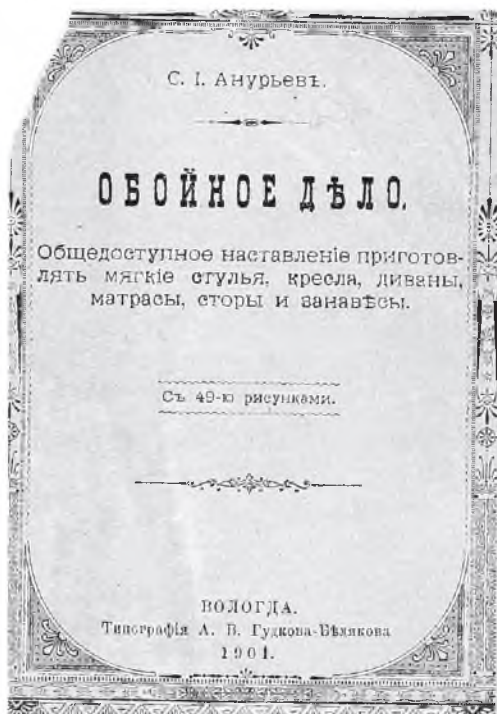 С. І. Анурьевъ.
ОБОЙНОЕ ДѢЛО.
Общедоступное наставленіе приготов-
лять мягкіе стулья, кресла, диваны,
матрасы, сторы и занавѣсы.
Съ 49-ю рисунками.
ВОЛОГДА.
Типографія А. В. Гудкова-Бѣлякова
1901.